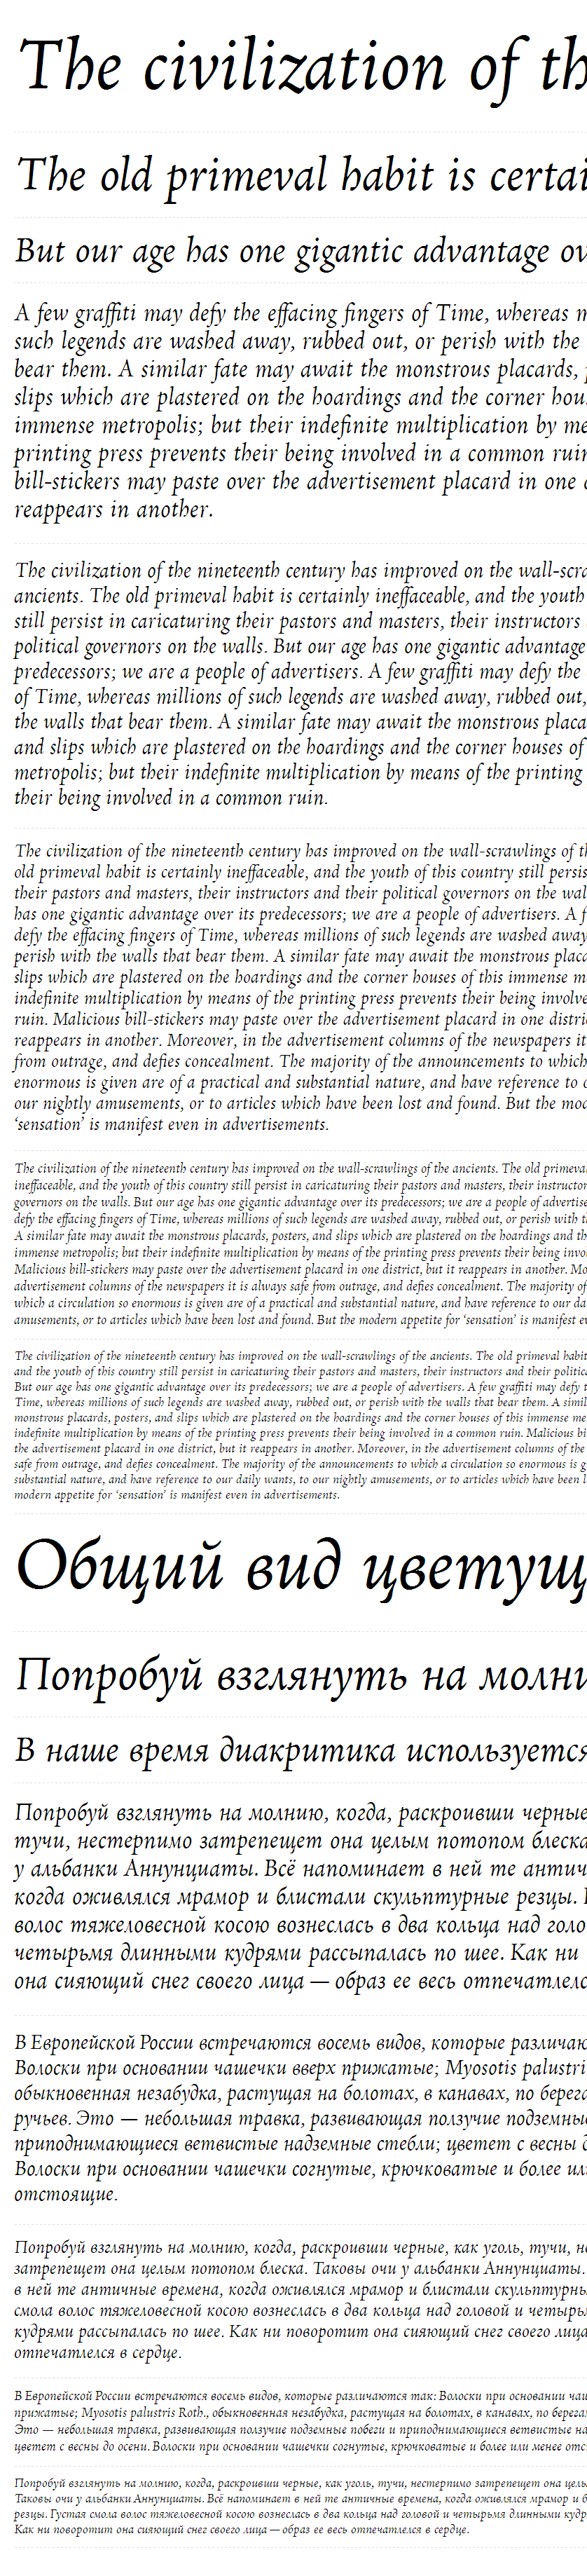 The civilization of th
The old primeval habit is certai
But our age has one gigantic advantage ov
A few graffiti may defy the effacing fingers of Time, whereas m
such legends are washed away, rubbed out, or perish with the
bear them. A similar fate may await the monstrous placards, p
slips which are plastered on the hoardings and the corner hou
immense metropolis; but their indefinite multiplication by me
printing press prevents their being involved in a common ruin
bill-stickers may paste over the advertisement placard in one d
reappears in another.
The civilization of the nineteenth century has improved on the wall-scra
ancients. The old primeval habit is certainly ineffaceable, and the youth
still persist in caricaturing their pastors and masters, their instructors
political governors on the walls. But our age has one gigantic advantage
predecessors; we are a people of advertisers. A few graffiti may defy the
of Time, whereas millions of such legends are washed away, rubbed out,
the walls that bear them. A similar fate may await the monstrous placa
and slips which are plastered on the hoardings and the corner houses of
metropolis; but their indefinite multiplication by means of the printing
their being involved in a common ruin.
The civilization of the nineteenth century has improved on the wall-scrawlings of th
old primeval habit is certainly ineffaceable, and the youth of this country still persis
their pastors and masters, their instructors and their political governors on the wal
has one gigantic advantage over its predecessors; we are a people of advertisers. A f
defy the effacing fingers of Time, whereas millions of such legends are washed away
perish with the walls that bear them. A similar fate may await the monstrous placa
slips which are plastered on the hoardings and the corner houses of this immense m
indefinite multiplication by means of the printing press prevents their being involve
ruin. Malicious bill-stickers may paste over the advertisement placard in one distri
reappears in another. Moreover, in the advertisement columns of the newspapers it
from outrage, and defies concealment. The majority of the announcements to which
enormous is given are of a practical and substantial nature, and have reference to o
our nightly amusements, or to articles which have been lost and found. But the mod
‘sensation’ is manifest even in advertisements.
The civilization of the nineteenth century has improved on the wall-scrawlings of the ancients. The old primeva
ineffaceable, and the youth of this country still persist in caricaturing their pastors and masters, their instructor
governors on the walls. But our age has one gigantic advantage over its predecessors; we are a people of advertise
defy the effacing fingers of Time, whereas millions of such legends are washed away, rubbed out, or perish with th
A similar fate may await the monstrous placards, posters, and slips which are plastered on the hoardings and th
immense metropolis; but their indefinite multiplication by means of the printing press prevents their being invo
Malicious bill-stickers may paste over the advertisement placard in one district, but it reappears in another. Mo
advertisement columns of the newspapers it is always safe from outrage, and defies concealment. The majority of
which a circulation so enormous is given are of a practical and substantial nature, and have reference to our da
amusements, or to articles which have been lost and found. But the modern appetite for ‘sensation’ is manifest ev
The civilization of the nineteenth century has improved on the wall-scrawlings of the ancients. The old primeval habit
and the youth of this country still persist in caricaturing their pastors and masters, their instructors and their politica
But our age has one gigantic advantage over its predecessors; we are a people of advertisers. A few graffiti may defy t
Time, whereas millions of such legends are washed away, rubbed out, or perish with the walls that bear them. A simil
monstrous placards, posters, and slips which are plastered on the hoardings and the corner houses of this immense me
indefinite multiplication by means of the printing press prevents their being involved in a common ruin. Malicious bi
the advertisement placard in one district, but it reappears in another. Moreover, in the advertisement columns of the
safe from outrage, and defies concealment. The majority of the announcements to which a circulation so enormous is g
substantial nature, and have reference to our daily wants, to our nightly amusements, or to articles which have been l
modern appetite for ‘sensation’ is manifest even in advertisements.
Общий вид цветущ
Попробуй взглянуть на молни
В наше время диакритика используется
Попробуй взглянуть на молнию, когда, раскроивши черные
тучи, нестерпимо затрепещет она целым потопом блеска
у альбанки Аннунциаты. Всё напоминает в ней те антич
когда оживлялся мрамор и блистали скульптурные резцы. Г
волос тяжеловесной косою вознеслась в два кольца над голо
четырьмя длинными кудрями рассыпалась по шее. Как ни
она сияющий снег своего лица — образ ее весь отпечатлелс
В Европейской России встречаются восемь видов, которые различаю
Волоски при основании чашечки вверх прижатые; Myosotis palustri
обыкновенная незабудка, растущая на болотах, в канавах, по берега
ручьев. Это — небольшая травка, развивающая ползучие подземные
приподнимающиеся ветвистые надземные стебли; цветет с весны д
Волоски при основании чашечки согнутые, крючковатые и более ил
отстоящие.
Попробуй взглянуть на молнию, когда, раскроивши черные, как уголь, тучи, не
затрепещет она целым потопом блеска. Таковы очи у альбанки Аннунциаты.
в ней те античные времена, когда оживлялся мрамор и блистали скульптурны
смола волос тяжеловесной косою вознеслась в два кольца над головой и четырь
кудрями рассыпалась по шее. Как ни поворотит она сияющий снег своего лица
отпечатлелся в сердце.
В Европейской России встречаются восемь видов, которые различаются так: Волоски при основании чаш
прижатые; Myosotis palustris Roth., обыкновенная незабудка, растущая на болотах, в канавах, по берегам
Это — небольшая травка, развивающая ползучие подземные побеги и приподнимающиеся ветвистые на
цветет с весны до осени. Волоски при основании чашечки согнутые, крючковатые и более или менее отс
Попробуй взглянуть на молнию, когда, раскроивши черные, как уголь, тучи, нестерпимо затрепещет она целы
Таковы очи у альбанки Аннунциаты. Всё напоминает в ней те античные времена, когда оживлялся мрамор и б
резцы. Густая смола волос тяжеловесной косою вознеслась в два кольца над головой и четырьмя длинными кудр
Как ни поворотит она сияющий снег своего лица — образ ее весь отпечатлелся в сердце.